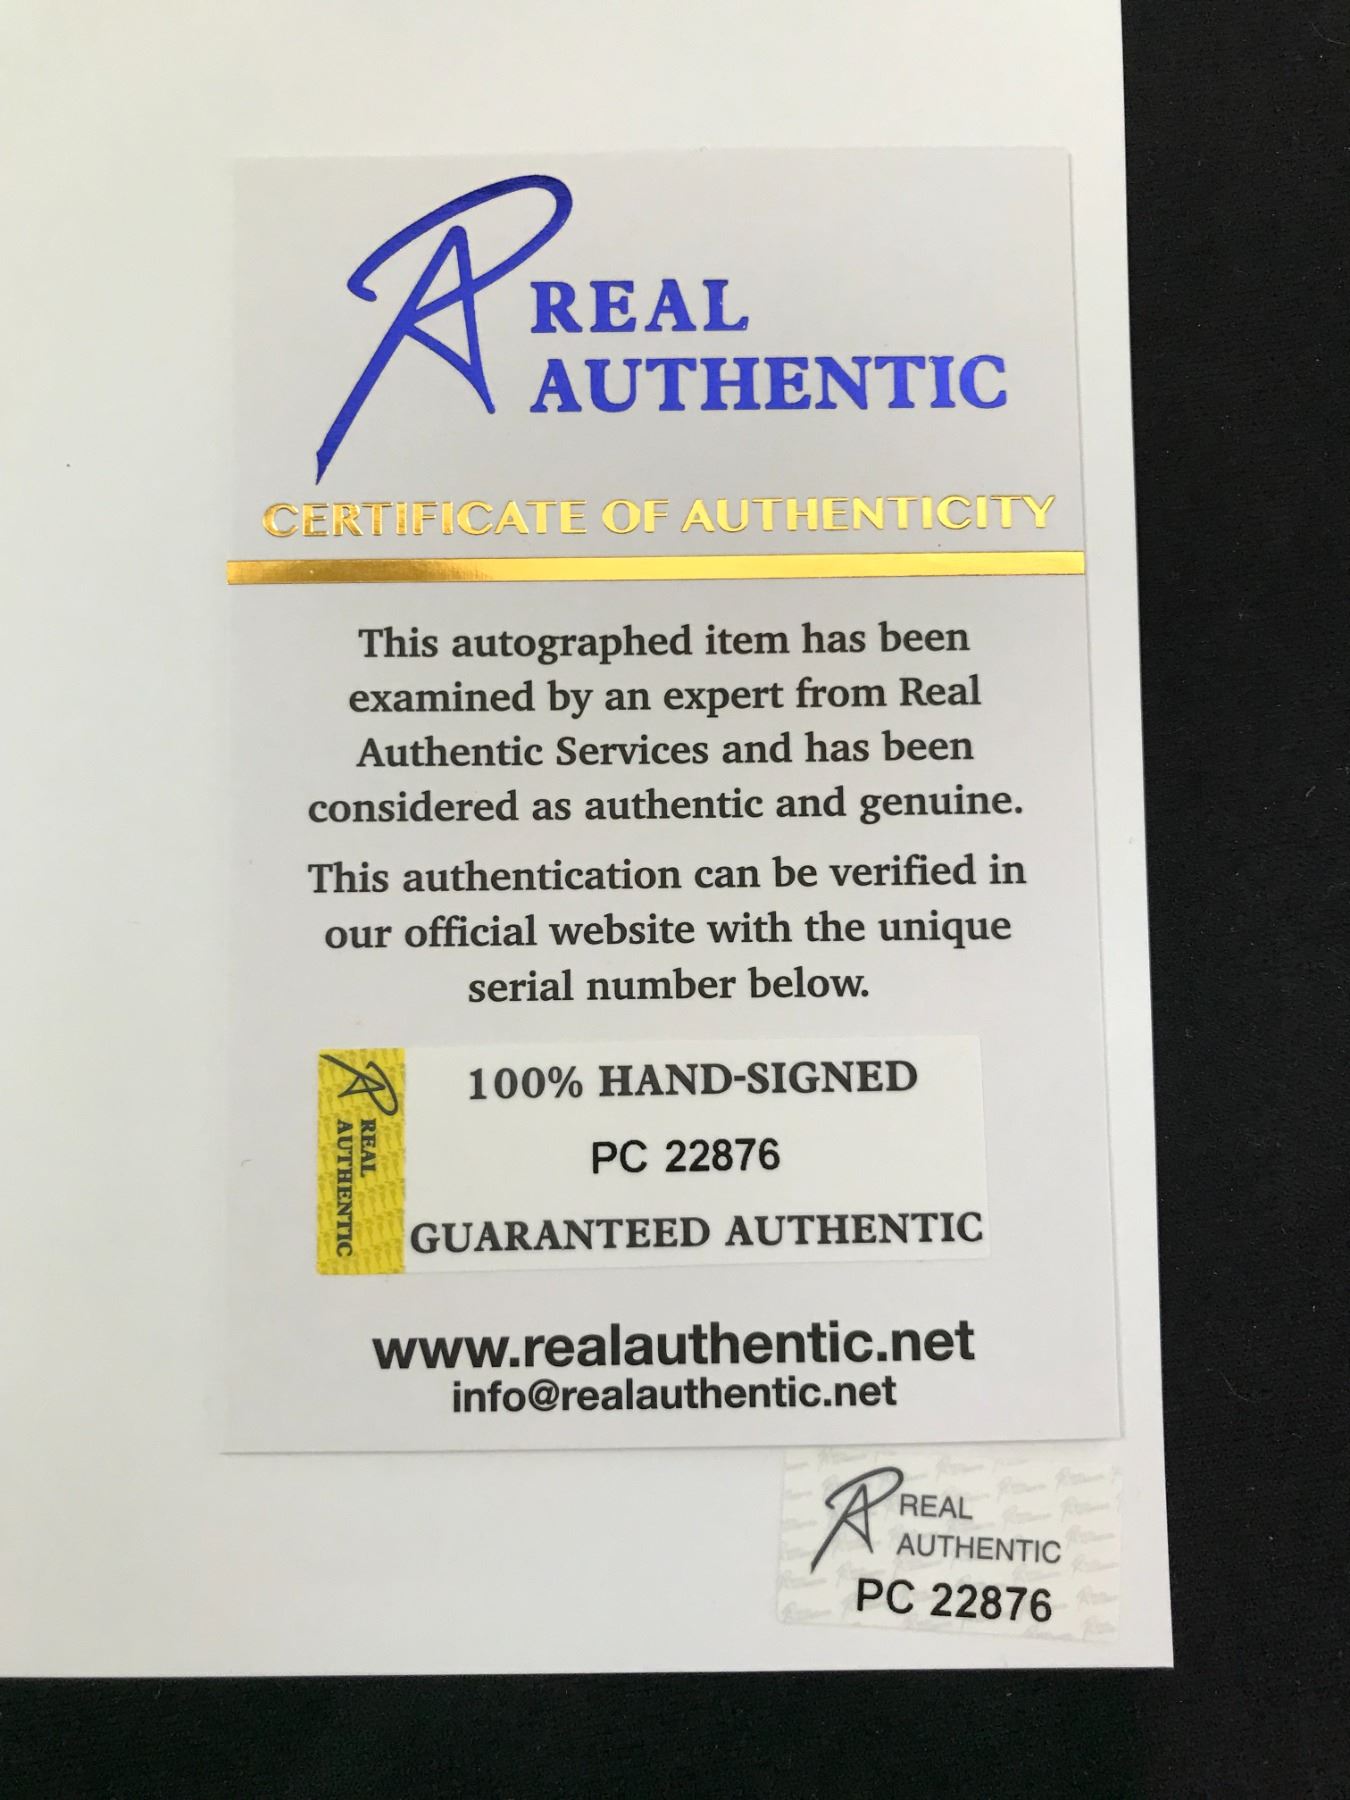 REAL
AUTHENTIC
CERTIFICATE OF AUTHENTICITY
This autographed item has been
examined by an expert from Real
Authentic Services and has been
considered as authentic and genuine.
This authentication can be verified in
our official website with the unique
serial number below.
REAL
AUTHENTIC
100% HAND-SIGNED
PC 22876
GUARANTEED AUTHENTIC
www.realauthentic.net
info@realauthentic.net
REAL
AUTHENTIC
PC 22876